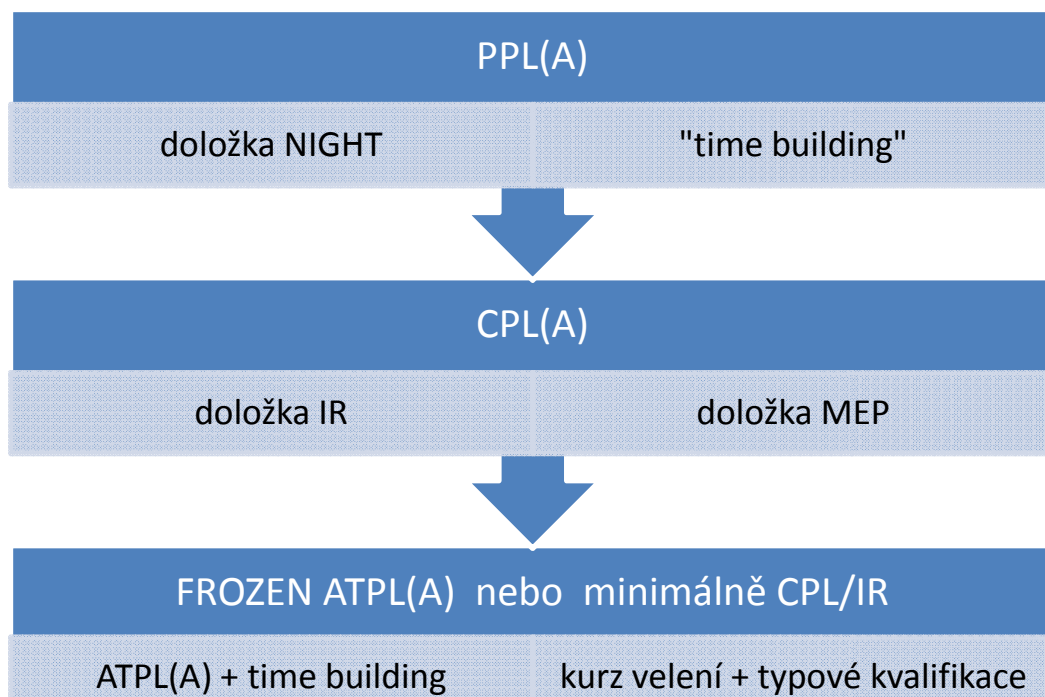 PPL(A)
doložka NIGHT
"time building"
CPL(A)
doložka IR
doložka MEP
FROZEN ATPL(A) nebo minimálně CPL/IR
ATPL(A) + time building
kurz velení + typové kvalifikace